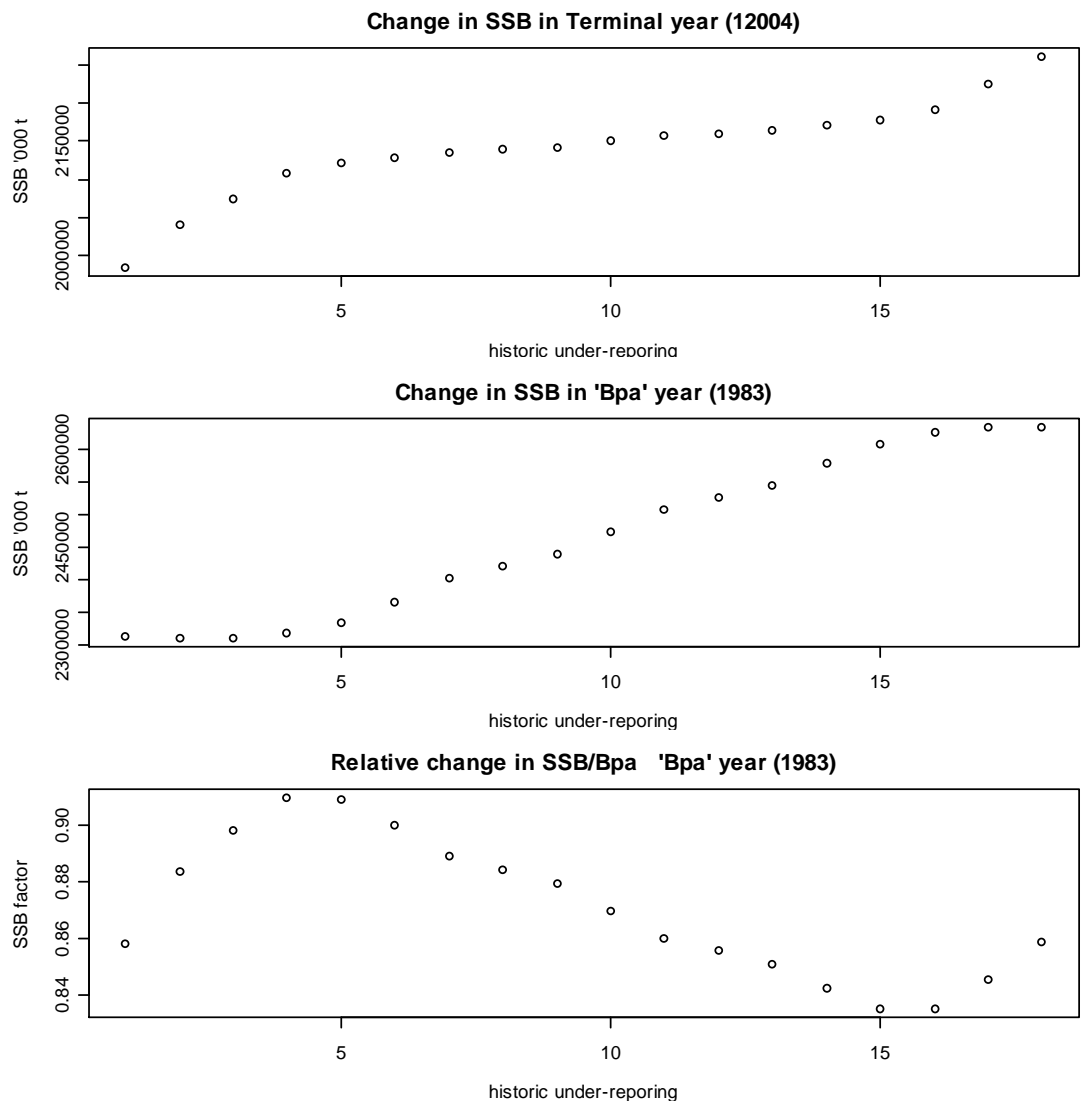 Change in SSB in Terminal year (12004)
SSB '000 t
2150000
2000000
5
10
15
historic under-reporing
Change in SSB in 'Bpa' year (1983)
SSB '000 t
2600000
2450000
2300000
5
10
15
historic under-reporing
Relative change in SSB/Bpa 'Bpa' year (1983)
SSB factor
0.90
0.88
0.86
0.84
5
10
15
historic under-reporing